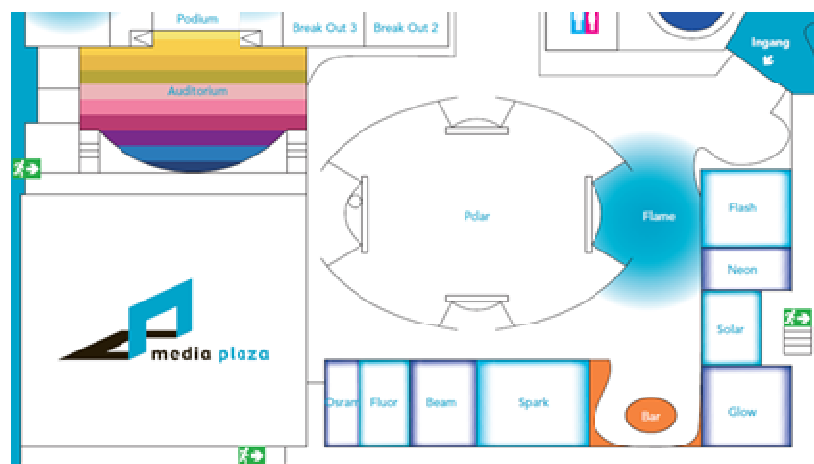 Podium
Break Out 3
Break Out 2
Ingang
Auditorium
Polar
Flame
Flash
Neon
Solar
media plaza
Osram
Fluor
Beam
Spark
Bar
Glow